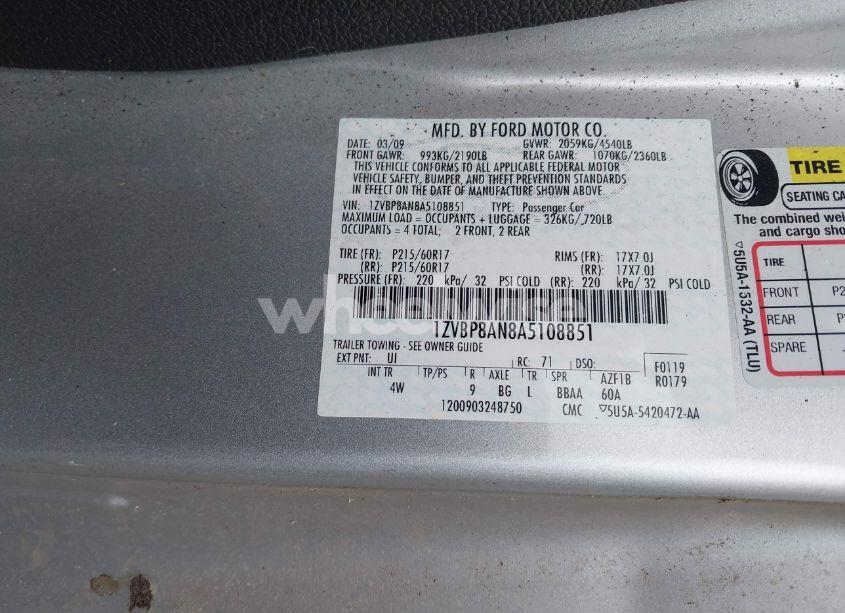 MFD. BY FORD MOTOR CO.
DATE: 03/09 GVWR: 2059KG/4540LB
FRONT GAWR: 993KG/2190LB REAR GAWR: 1070KG/2360LB
THIS VEHICLE CONFORMS TO ALL APPLICABLE FEDERAL MOTOR
VEHICLE SAFETY, BUMPER, AND THEFT PREVENTION STANDARDS
IN EFFECT ON THE DATE OF MANUFACTURE SHOWN ABOVE.
VIN: 1ZVBP8AN8A5108851 TYPE: Passenger Car
MAXIMUM LOAD = OCCUPANTS + LUGGAGE = 326KG/ 720LB
OCCUPANTS = 4 TOTAL; 2 FRONT, 2 REAR
TIRE (FR): P215/60R17 RIMS (FR): 17X7.0J
(RR): P215/60R17 (RR): 17X7.0J
PRESSURE (FR): 220 kPa/ 32 PSI COLD (RR): 220 kPa/ 32 PSI COLD
1ZVBP8AN8A5108851
TRAILER TOWING - SEE OWNER GUIDE
EXT PNT: UI RC: 71 DSO: F0119
INT TR TP/PS R AXLE TR SPR AZF1B R0179
4W 9 BG L BBAA 60A
1200903248750 CMC ▽5U5A-5420472-AA
TIRE
SEATING CA
The combined wei
and cargo sho
TIRE
FRONT P2
REAR P
SPARE
▽5U5A-1532-AA (TLU)